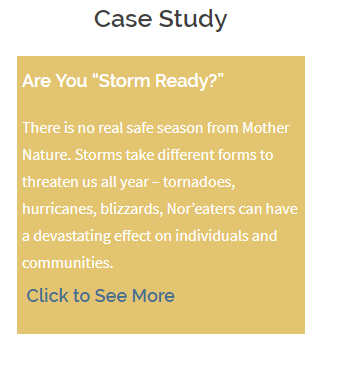 Case Study
Are You “Storm Ready?”
There is no real safe season from Mother
Nature. Storms take different forms to
threaten us all year – tornadoes,
hurricanes, blizzards, Nor’eaters can have
a devastating effect on individuals and
communities.
Click to See More